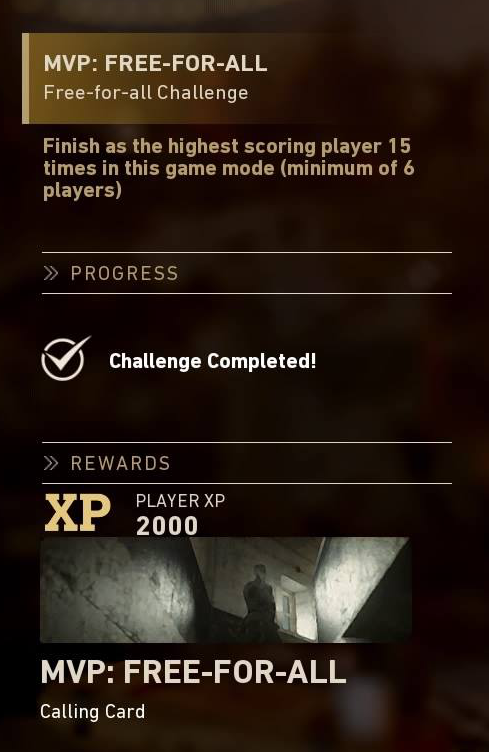 MVP: FREE-FOR-ALL
Free-for-all Challenge
Finish as the highest scoring player 15
times in this game mode (minimum of 6
players)
PROGRESS
Challenge Completed!
REWARDS
XP
PLAYER XP
2000
MVP: FREE-FOR-ALL
Calling Card